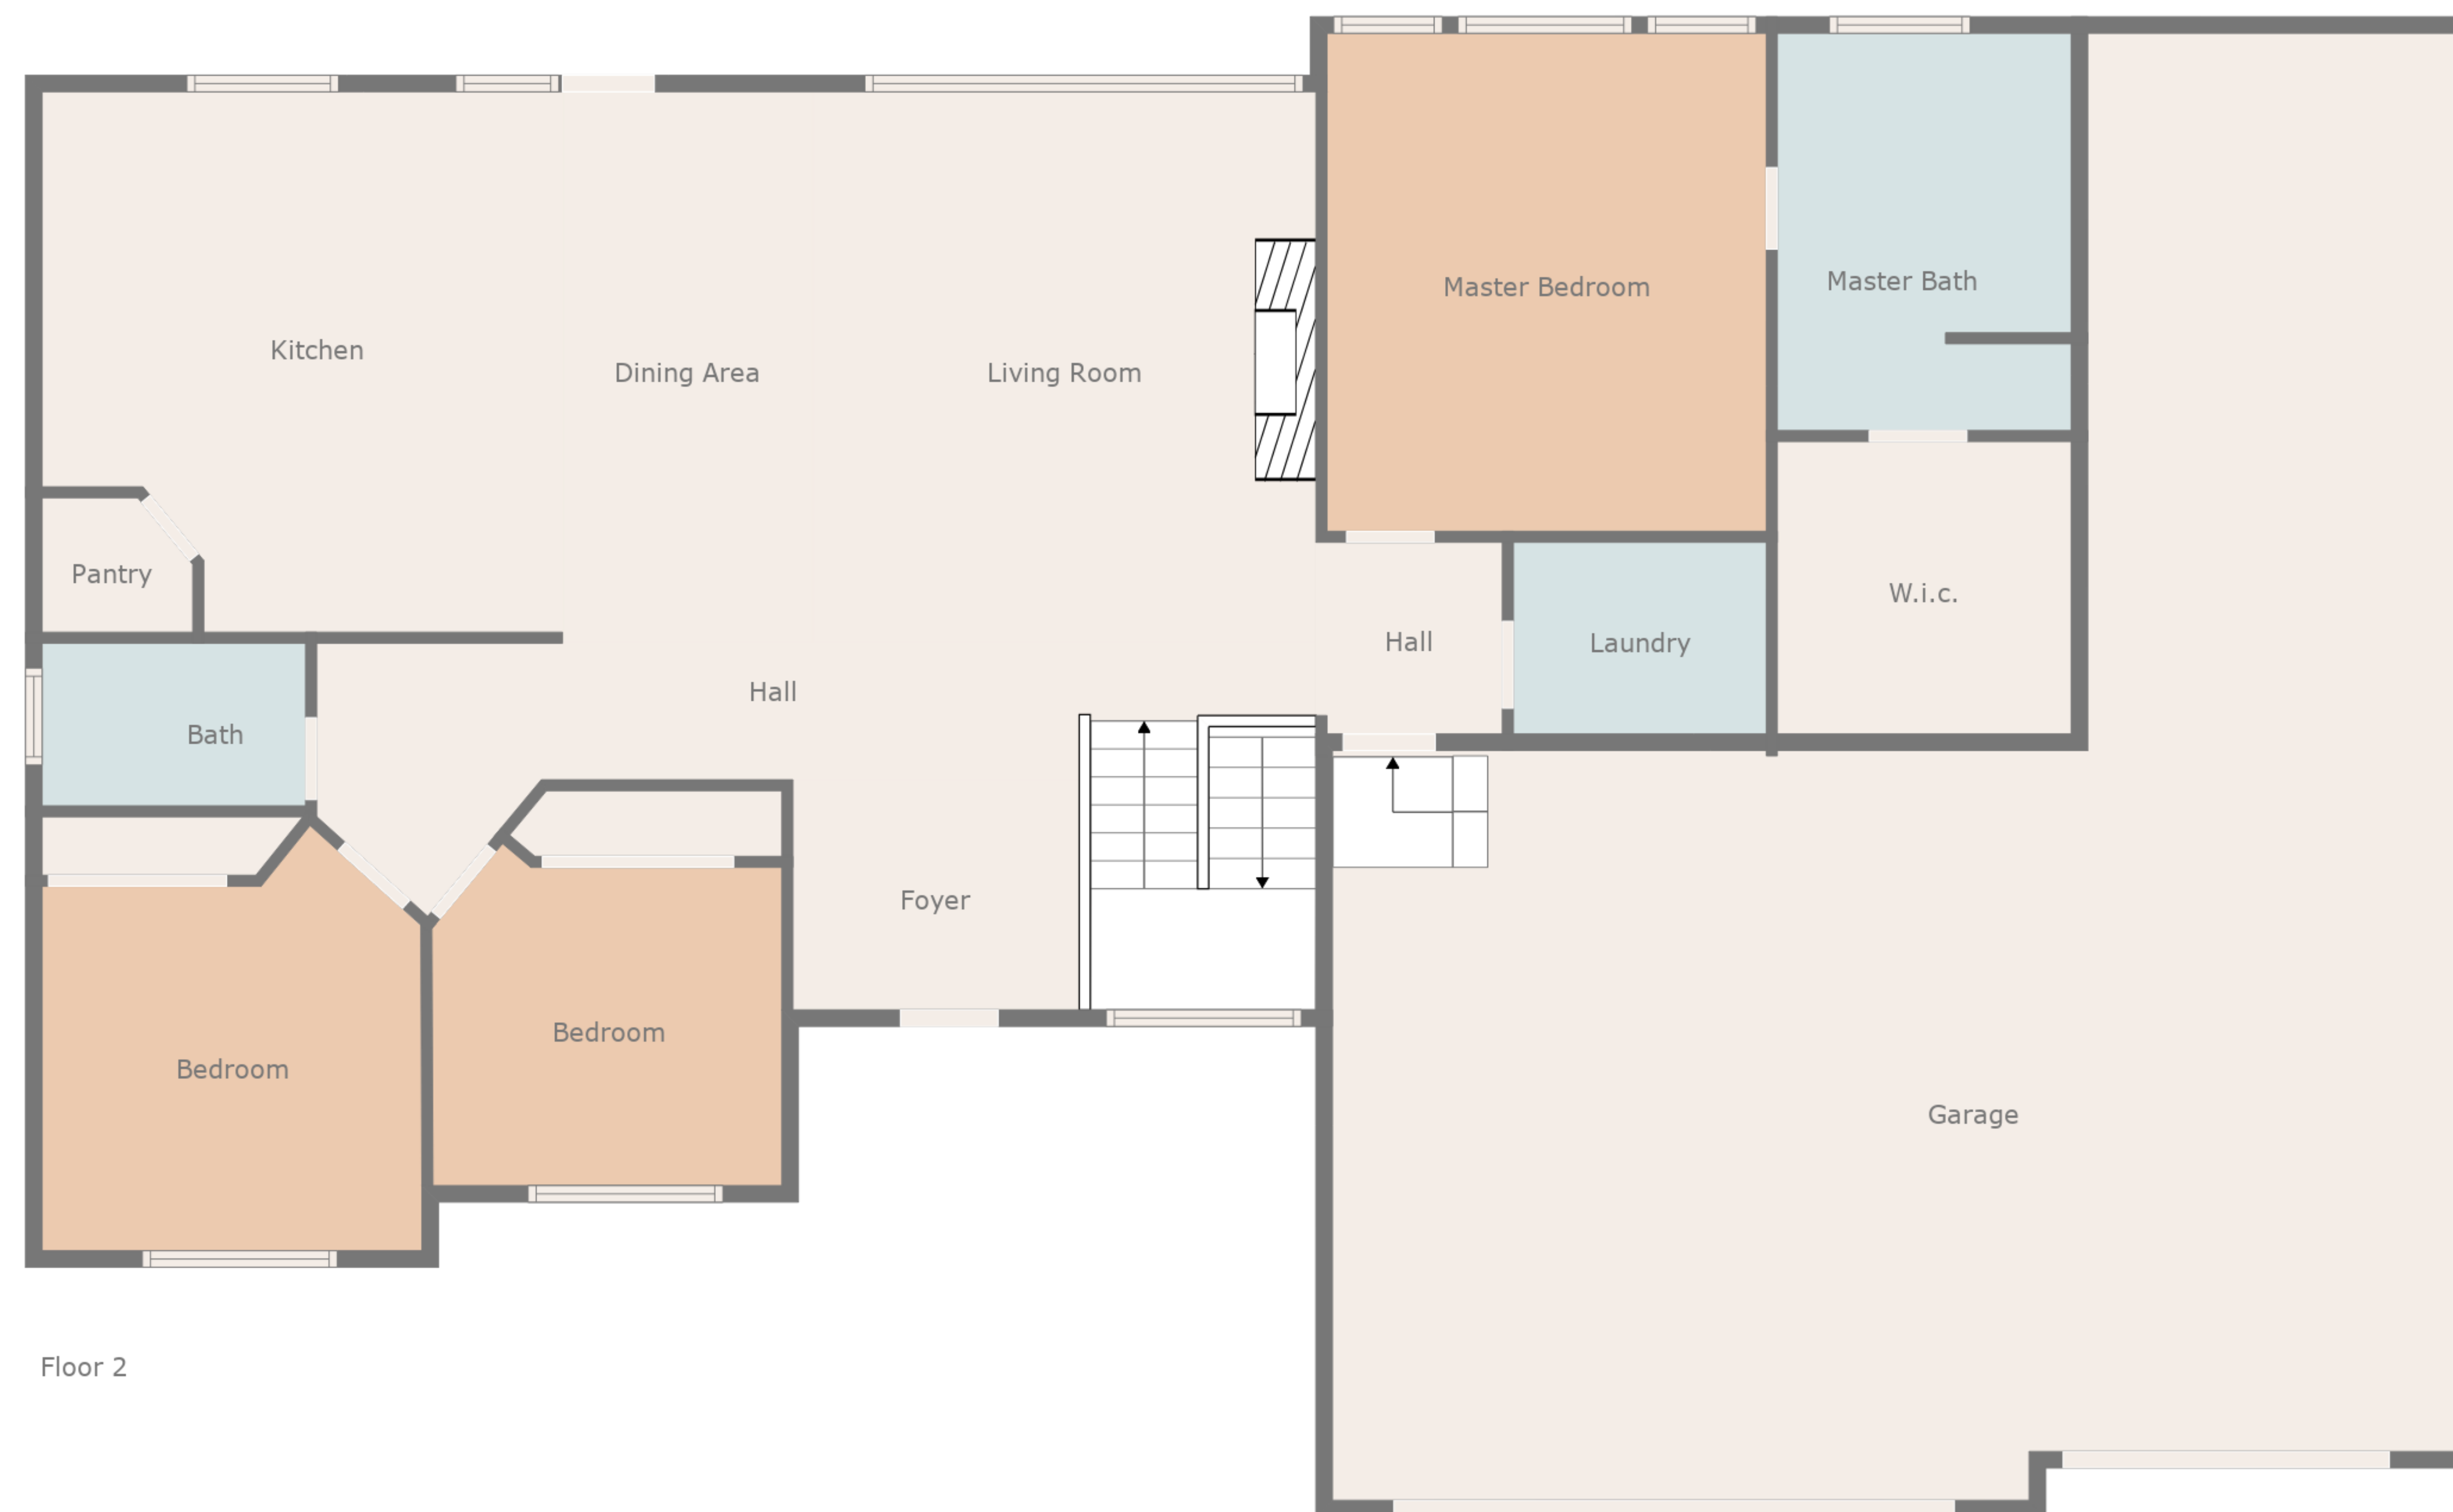 Master Bath
Master Bedroom
Kitchen
Dining Area
Living Room
Pantry
W.i.c.
Hall
Laundry
Hall
Bath
Foyer
Bedroom
Bedroom
Garage
Floor 2